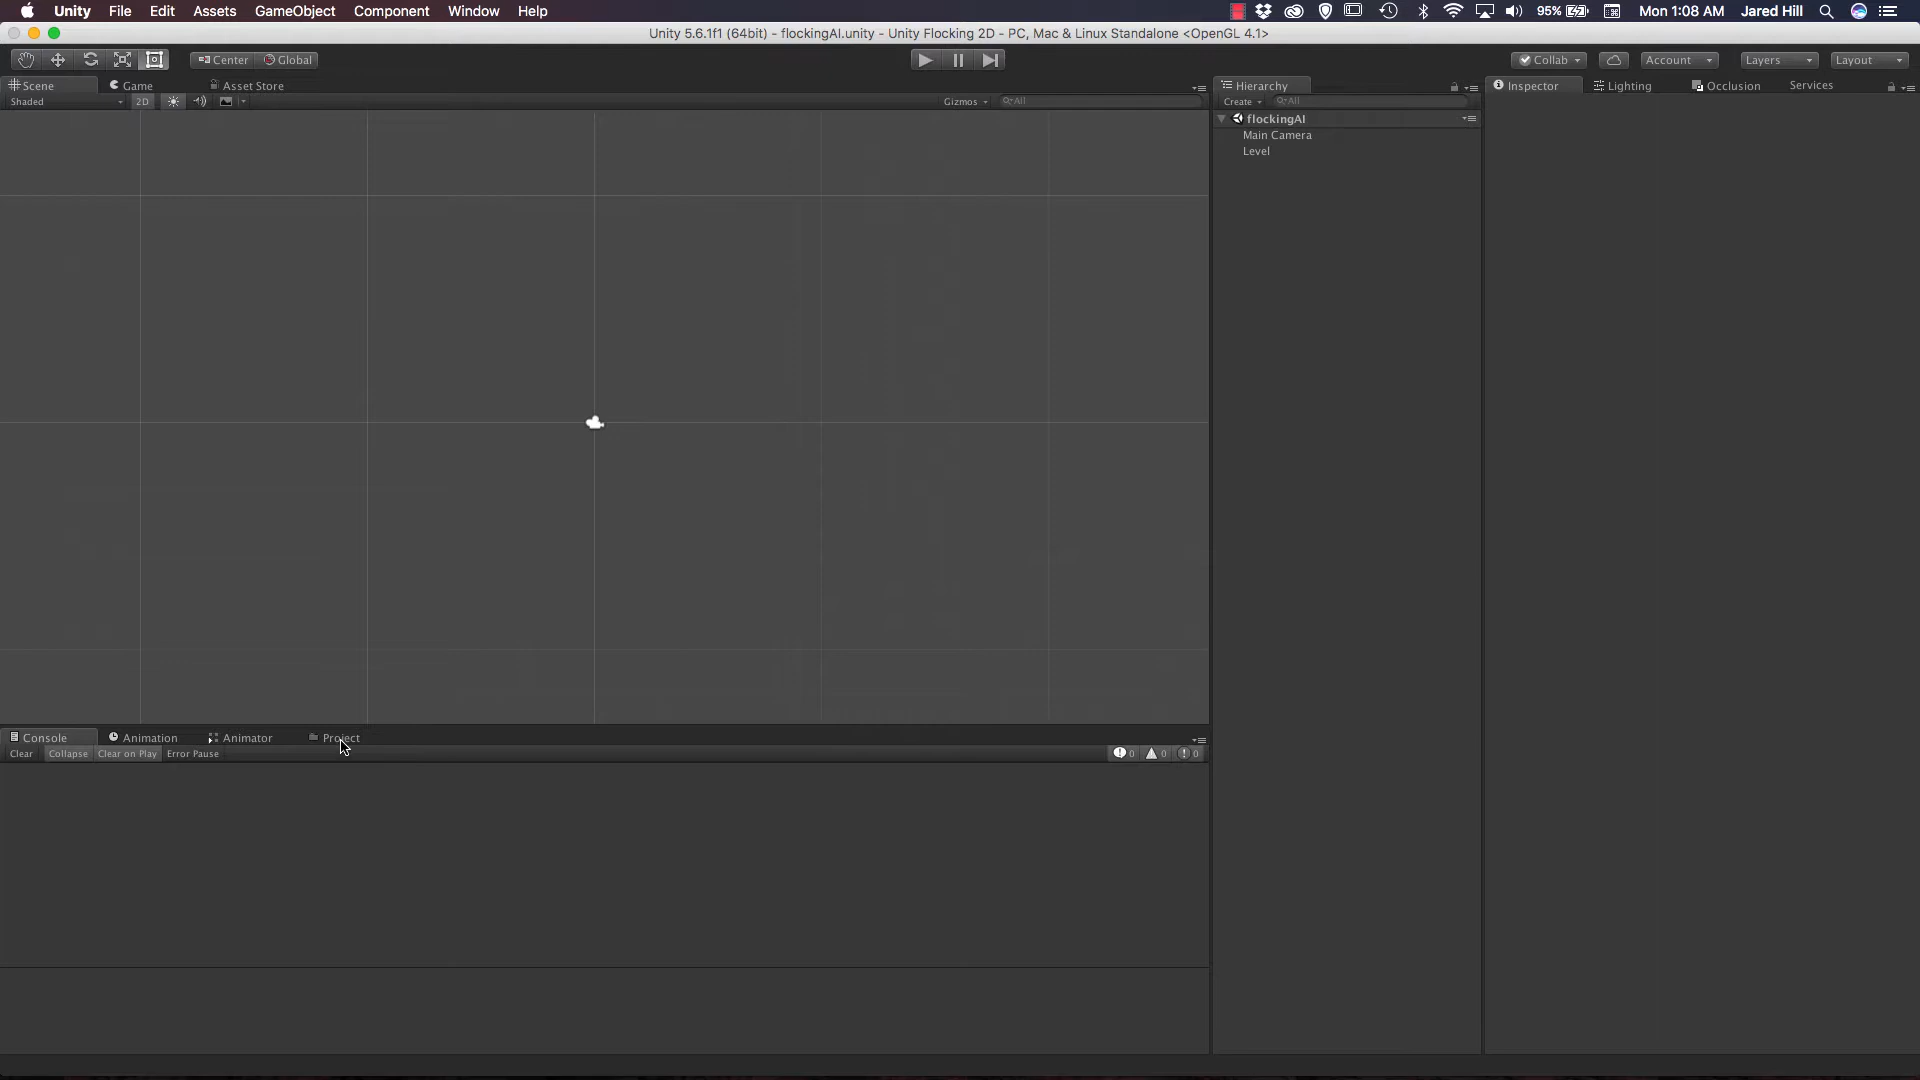 Unity File Edit Assets GameObject Component Window Help 95% Mon 1:08 AM Jared Hill
Unity 5.6.1f1 (64bit) - flockingAI.unity - Unity Flocking 2D - PC, Mac & Linux Standalone <OpenGL 4.1>
Center Global Collab Account Layers Layout
Scene Game Asset Store Hierarchy Inspector Lighting Occlusion Services
Shaded 2D Gizmos All Create All
flockingAI
Main Camera
Level
Console Animation Animator Project
Clear Collapse Clear on Play Error Pause 0 0 0